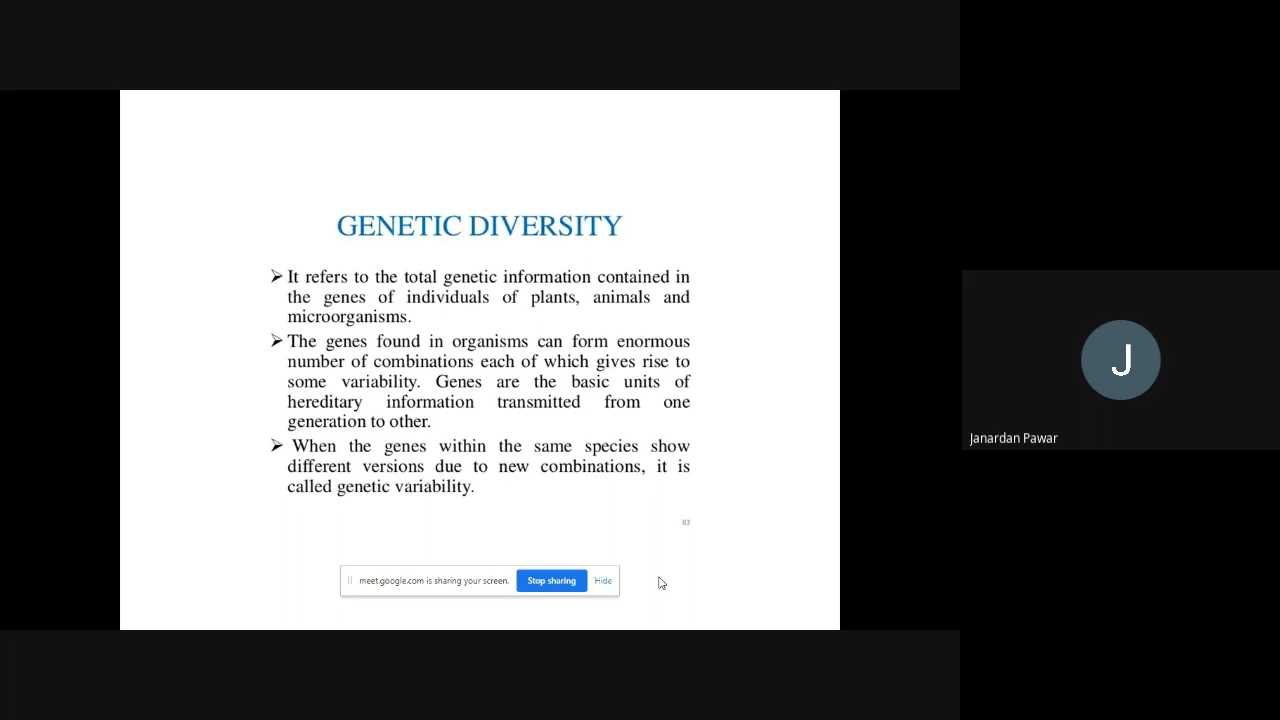 GENETIC DIVERSITY
➢ It refers to the total genetic information contained in
the genes of individuals of plants, animals and
microorganisms.
➢ The genes found in organisms can form enormous
number of combinations each of which gives rise to
some variability. Genes are the basic units of
hereditary information transmitted from one
generation to other.
➢ When the genes within the same species show
different versions due to new combinations, it is
called genetic variability.
83
meet.google.com is sharing your screen. Stop sharing Hide
J
Janardan Pawar